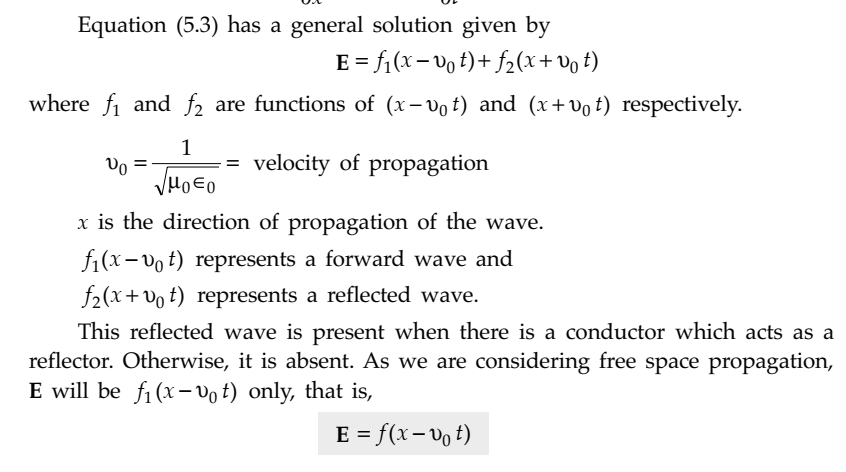 Equation (5.3) has a general solution given by
E = f₁(x – υ₀ t) + f₂(x + υ₀ t)
where f₁ and f₂ are functions of (x – υ₀ t) and (x + υ₀ t) respectively.
υ₀ = 1/√μ₀∈₀ = velocity of propagation
x is the direction of propagation of the wave.
f₁(x – υ₀ t) represents a forward wave and
f₂(x + υ₀ t) represents a reflected wave.
This reflected wave is present when there is a conductor which acts as a
reflector. Otherwise, it is absent. As we are considering free space propagation,
E will be f₁(x – υ₀ t) only, that is,
E = f(x – υ₀ t)